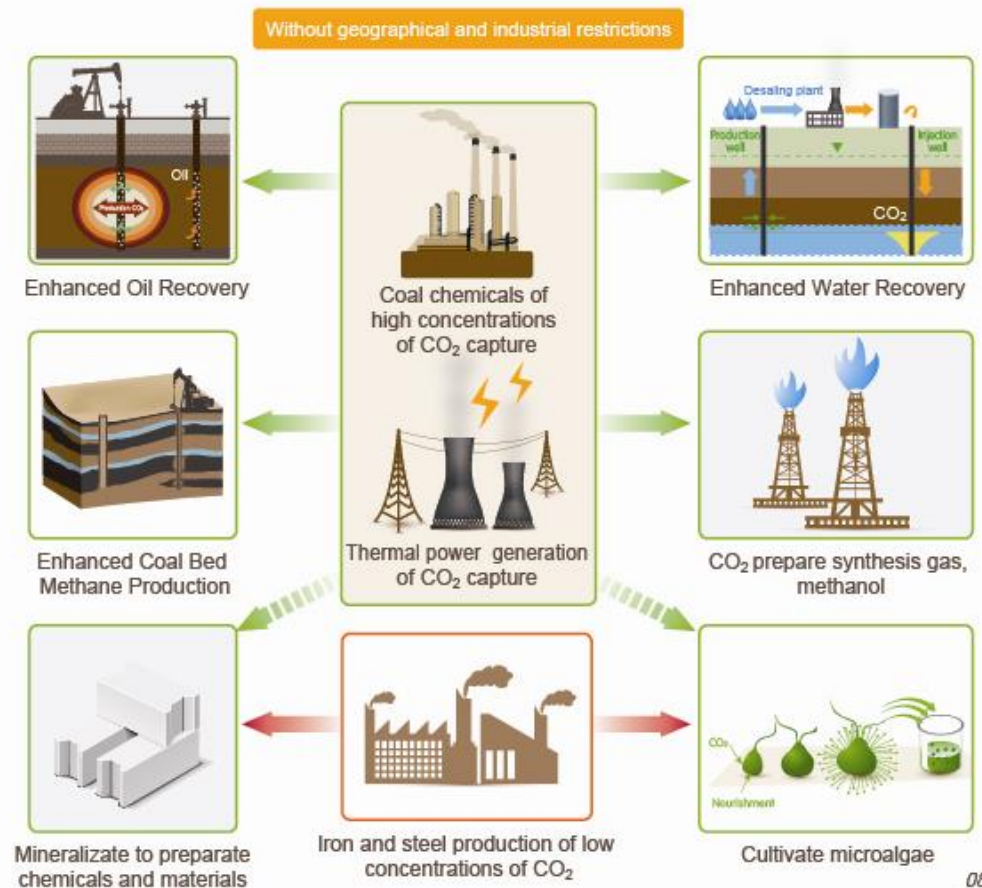 Without geographical and industrial restrictions
Oil
Production CO₂
Enhanced Oil Recovery
Coal chemicals of
high concentrations
of CO₂ capture
Desaling plant
Production
well
Injection
well
CO₂
Enhanced Water Recovery
Enhanced Coal Bed
Methane Production
Thermal power generation
of CO₂ capture
CO₂ prepare synthesis gas,
methanol
Mineralizate to preparate
chemicals and materials
Iron and steel production of low
concentrations of CO₂
CO₂
Nourishment
Cultivate microalgae
08